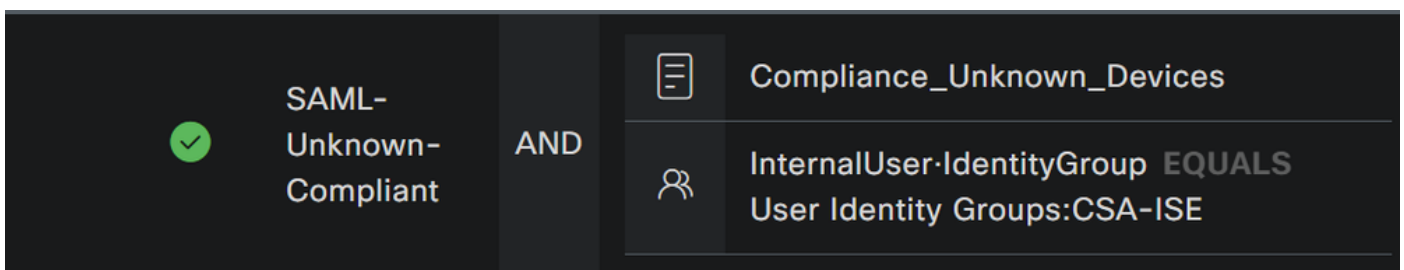 SAML-
Unknown-
Compliant
AND
Compliance_Unknown_Devices
InternalUser·IdentityGroup EQUALS
User Identity Groups:CSA-ISE